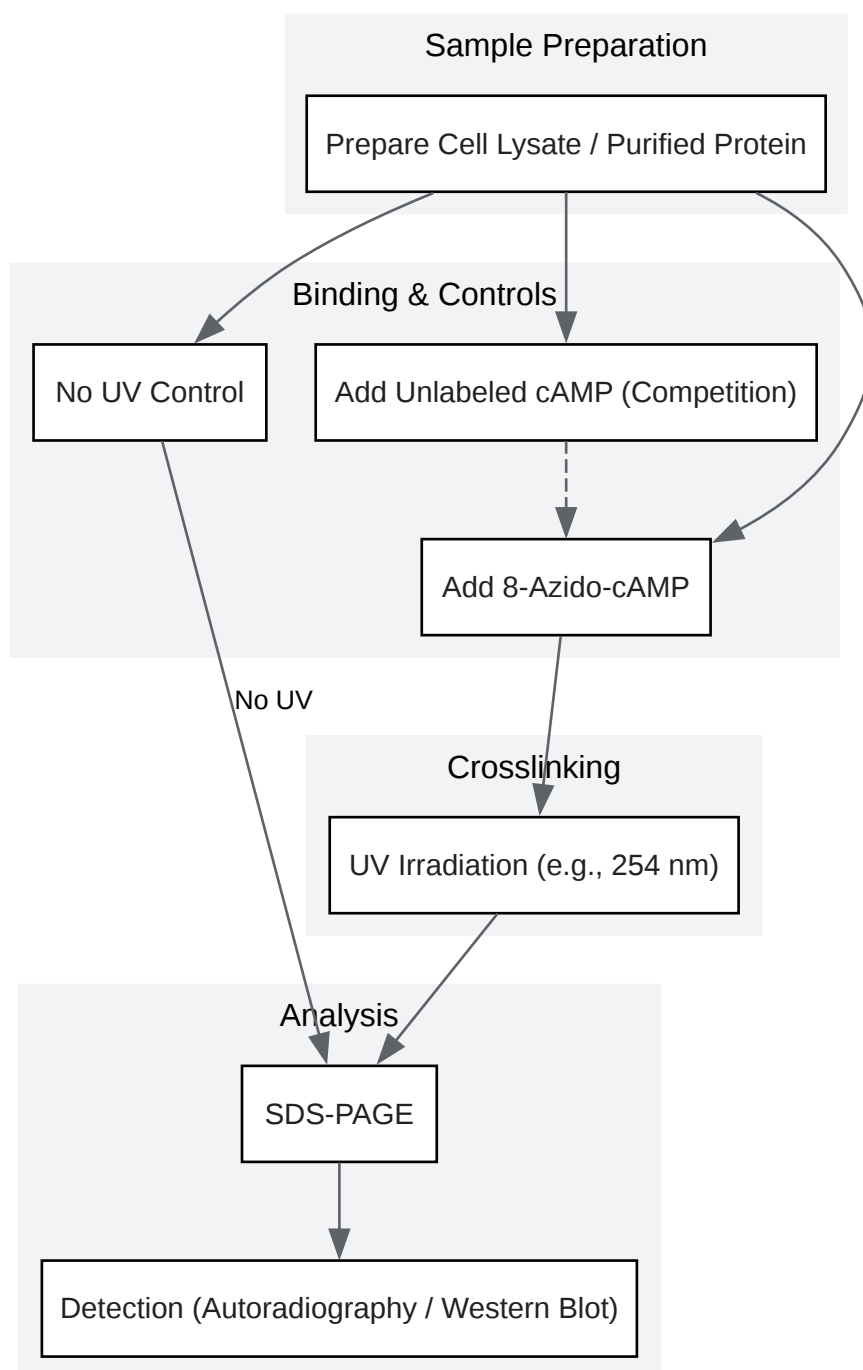 Sample Preparation
Prepare Cell Lysate / Purified Protein
Binding & Controls
No UV Control
Add Unlabeled cAMP (Competition)
Add 8-Azido-cAMP
No UV
Crosslinking
UV Irradiation (e.g., 254 nm)
Analysis
SDS-PAGE
Detection (Autoradiography / Western Blot)